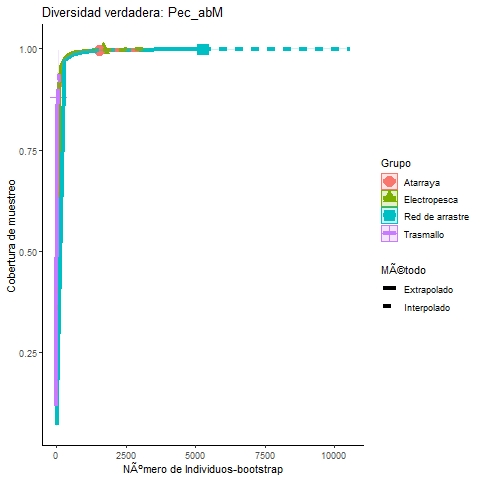 Diversidad verdadera: Pec_abM
1.00
0.75
0.50
0.25
Cobertura de muestreo
0
2500
5000
7500
10000
NÃºmero de Individuos-bootstrap
Grupo
Atarraya
Electropesca
Red de arrastre
Trasmallo
MÃ©todo
Extrapolado
Interpolado